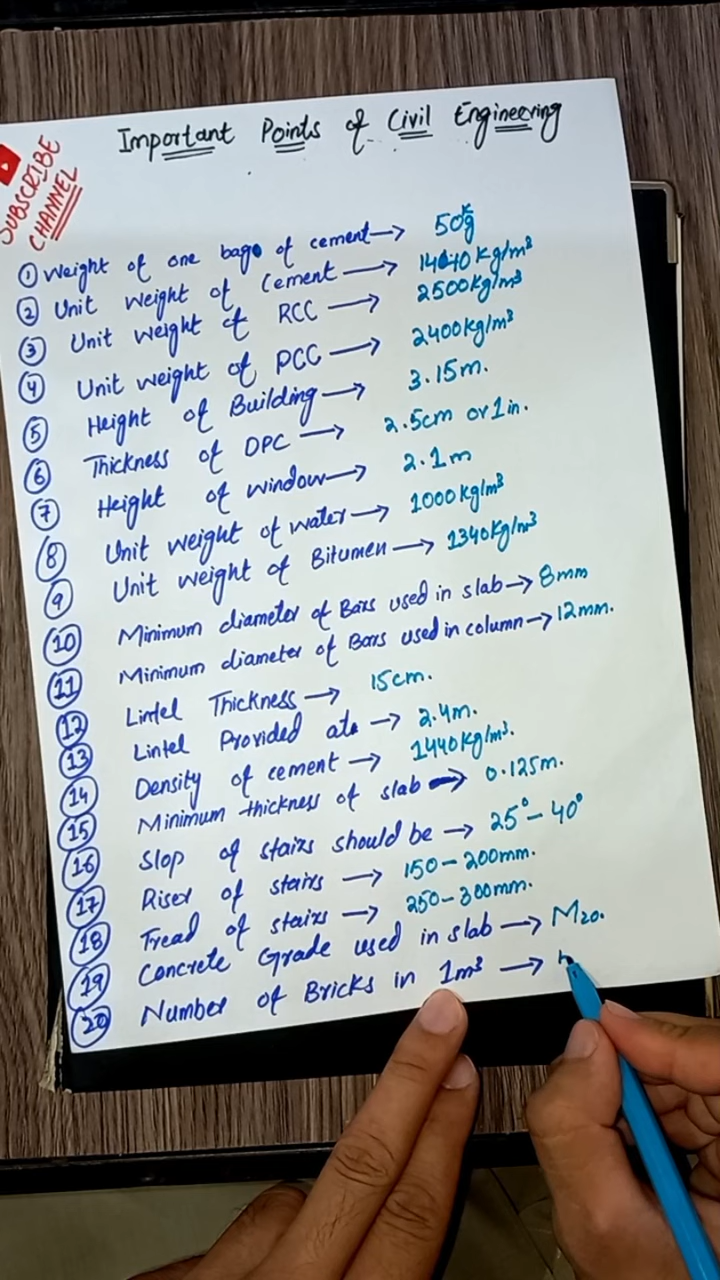 Important Points of Civil Engineering
SUBSCRIBE
CHANNEL
① Weight of one bag of cement → 50kg
② Unit weight of Cement → 1440 kg/m³
③ Unit weight of RCC → 2500kg/m³
④ Unit weight of PCC → 2400kg/m³
⑤ Height of Building → 3.15m.
⑥ Thickness of DPC → 2.5cm or 1in.
⑦ Height of window → 2.1m
⑧ Unit weight of water → 1000kg/m³
⑨ Unit weight of Bitumen → 1340kg/m³
⑩ Minimum diameter of Bars used in slab → 8mm
⑪ Minimum diameter of Bars used in column → 12mm.
⑫ Lintel Thickness → 15cm.
⑬ Lintel Provided at → 2.4m.
⑭ Density of cement → 1440kg/m³.
⑮ Minimum thickness of slab → 0.125m.
⑯ Slop of stairs should be → 25° - 40°
⑰ Riser of stairs → 150 - 200mm.
⑱ Tread of stairs → 250 - 300mm.
⑲ Concrete Grade used in slab → M20.
⑳ Number of Bricks in 1m³ →